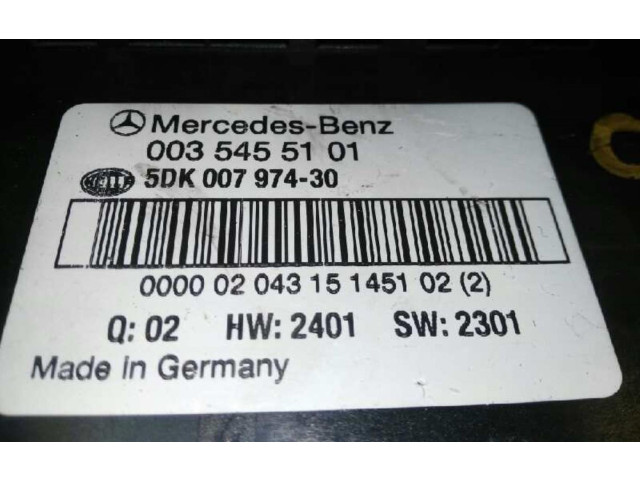 Mercedes-Benz
003 545 51 01
HELLA 5DK 007 974-30
0000 02 043 15 1451 02 (2)
Q: 02 HW: 2401 SW: 2301
Made in Germany